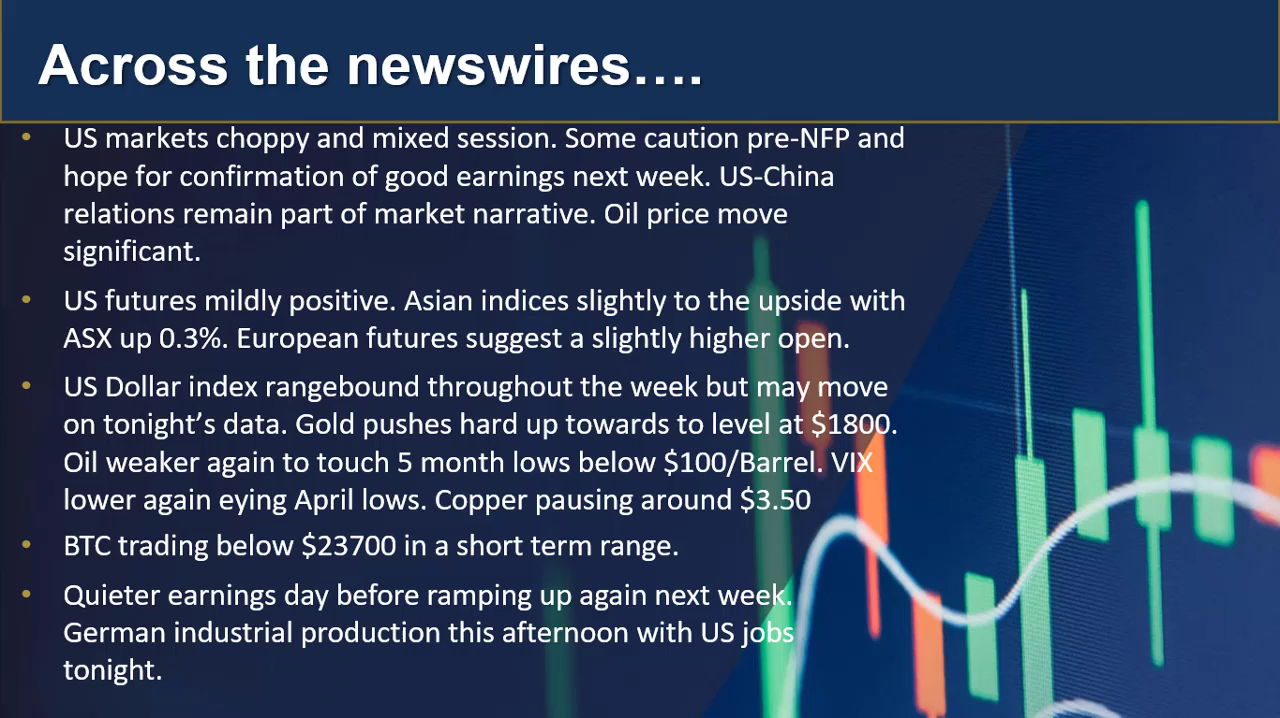 Across the newswires….
• US markets choppy and mixed session. Some caution pre-NFP and
hope for confirmation of good earnings next week. US-China
relations remain part of market narrative. Oil price move
significant.
• US futures mildly positive. Asian indices slightly to the upside with
ASX up 0.3%. European futures suggest a slightly higher open.
• US Dollar index rangebound throughout the week but may move
on tonight’s data. Gold pushes hard up towards to level at $1800.
Oil weaker again to touch 5 month lows below $100/Barrel. VIX
lower again eying April lows. Copper pausing around $3.50
• BTC trading below $23700 in a short term range.
• Quieter earnings day before ramping up again next week.
German industrial production this afternoon with US jobs
tonight.